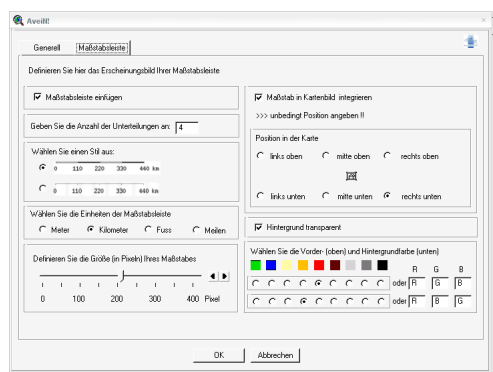 AveiN!
Generell Maßstabsleiste
Definieren Sie hier das Erscheinungsbild Ihrer Maßstabsleiste
Maßstabsleiste einfügen
Geben Sie die Anzahl der Unterteilungen an: 4
Wählen Sie einen Stil aus:
0 110 220 330 440 km
0 110 220 330 440 km
Wählen Sie die Einheiten der Maßstabsleiste
Meter Kilometer Fuss Meilen
Definieren Sie die Größe (in Pixeln) Ihres Maßstabes
0 100 200 300 400 Pixel
Maßstab in Kartenbild integrieren
>>> unbedingt Position angeben !!
Position in der Karte
links oben mitte oben rechts oben
links unten mitte unten rechts unten
Hintergrund transparent
Wählen Sie die Vorder- (oben) und Hintergrundfarbe (unten)
R G B
oder R G B
oder R B G
OK Abbrechen